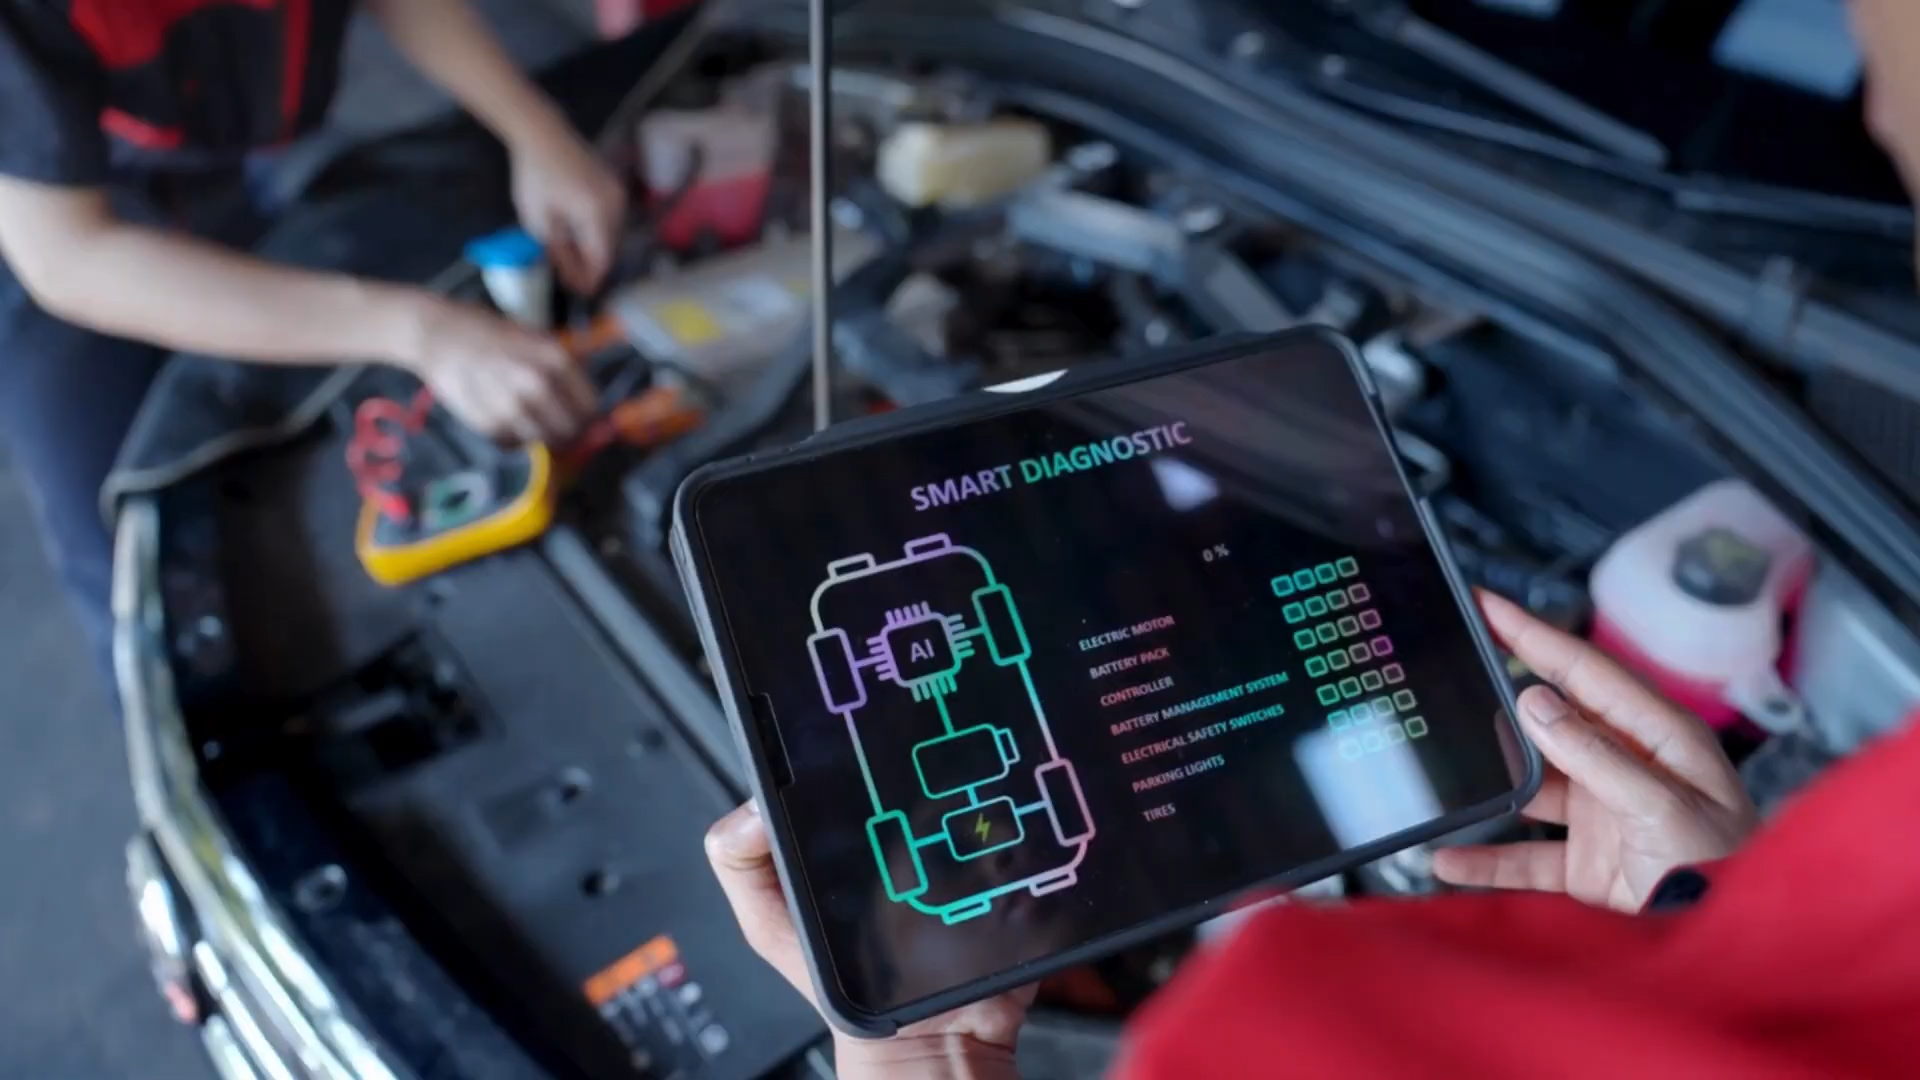 SMART DIAGNOSTIC
0 %
AI
ELECTRIC MOTOR
BATTERY PACK
CONTROLLER
BATTERY MANAGEMENT SYSTEM
ELECTRICAL SAFETY SWITCHES
PARKING LIGHTS
TIRES